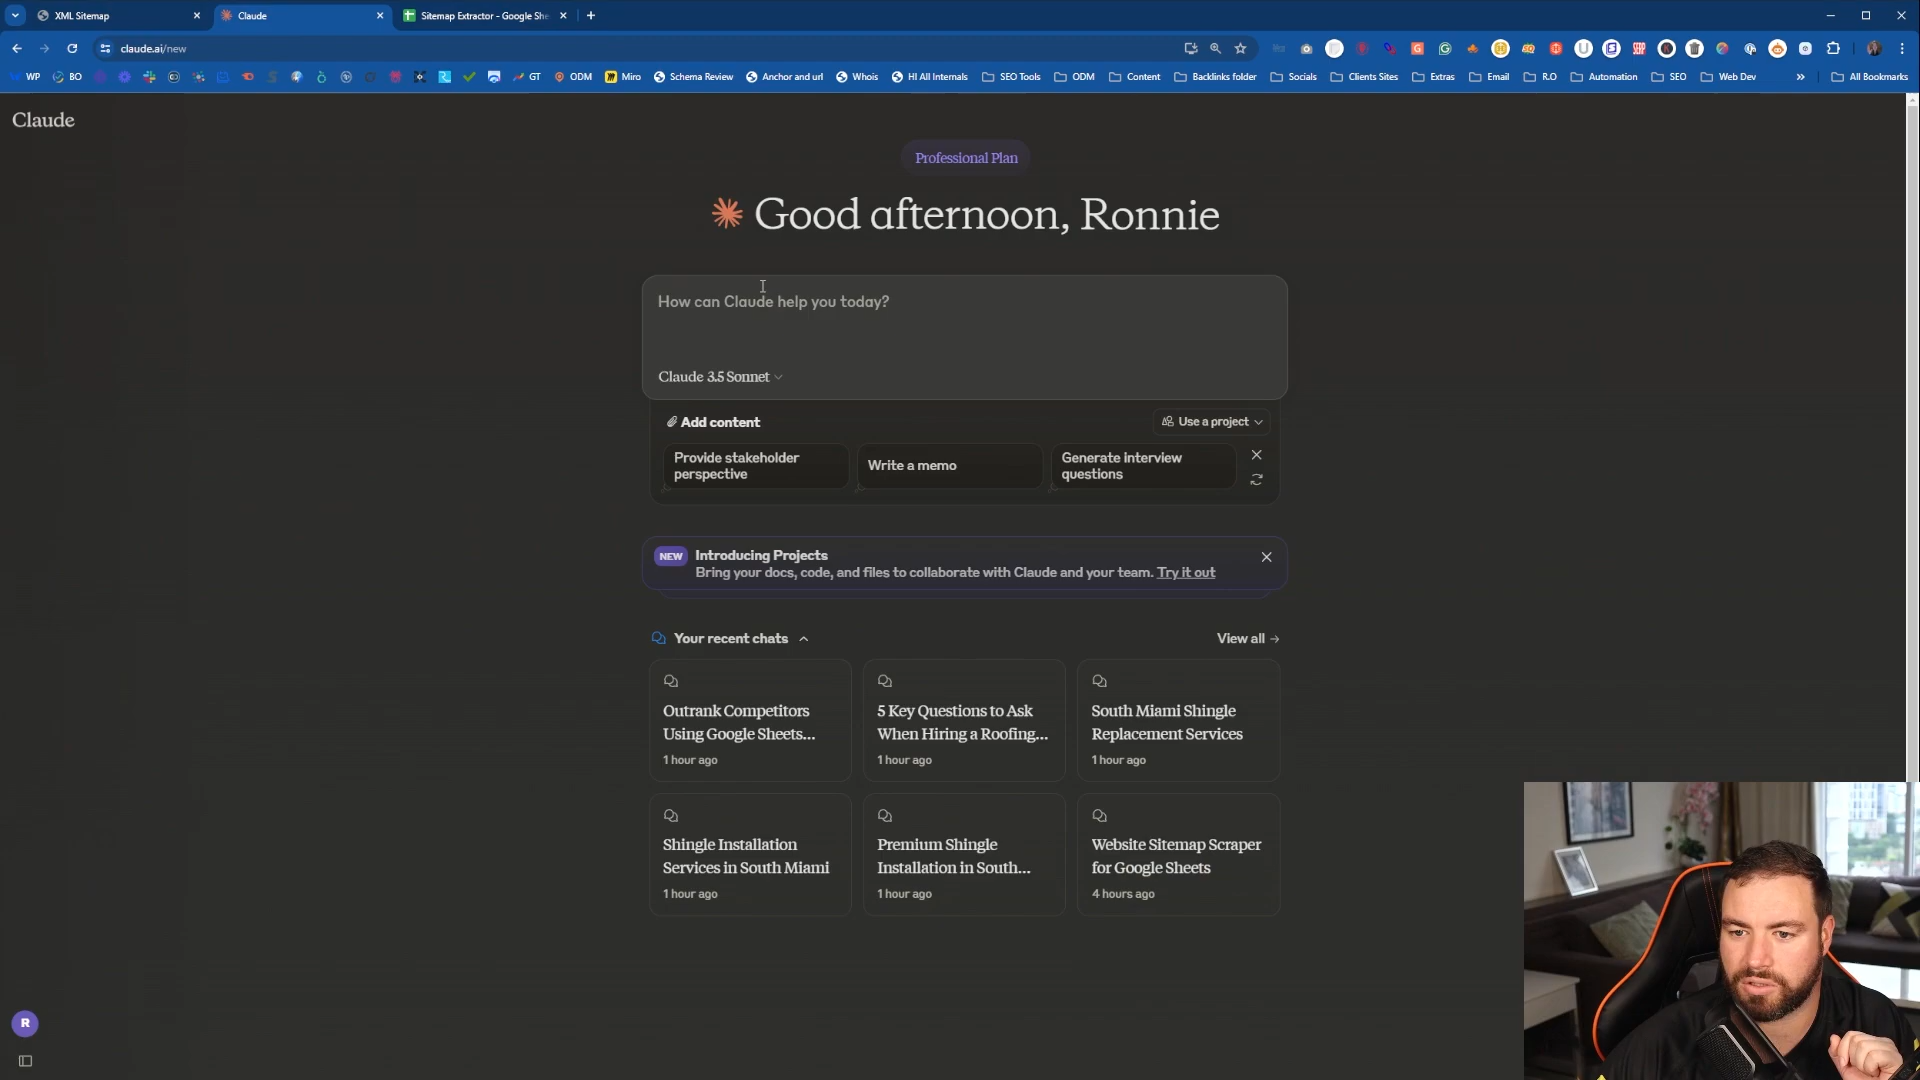 XML Sitemap
Claude
Sitemap Extractor - Google She
claude.ai/new
WP
BO
GT
ODM
Miro
Schema Review
Anchor and url
Whois
HI All Internals
SEO Tools
ODM
Content
Backlinks folder
Socials
Clients Sites
Extras
Email
R.O
Automation
SEO
Web Dev
»
All Bookmarks
Claude
Professional Plan
Good afternoon, Ronnie
How can Claude help you today?
Claude 3.5 Sonnet
Add content
Use a project
Provide stakeholder
perspective
Write a memo
Generate interview
questions
NEW
Introducing Projects
Bring your docs, code, and files to collaborate with Claude and your team. Try it out
Your recent chats
View all →
Outrank Competitors
Using Google Sheets...
1 hour ago
5 Key Questions to Ask
When Hiring a Roofing...
1 hour ago
South Miami Shingle
Replacement Services
1 hour ago
Shingle Installation
Services in South Miami
1 hour ago
Premium Shingle
Installation in South...
1 hour ago
Website Sitemap Scraper
for Google Sheets
4 hours ago
R